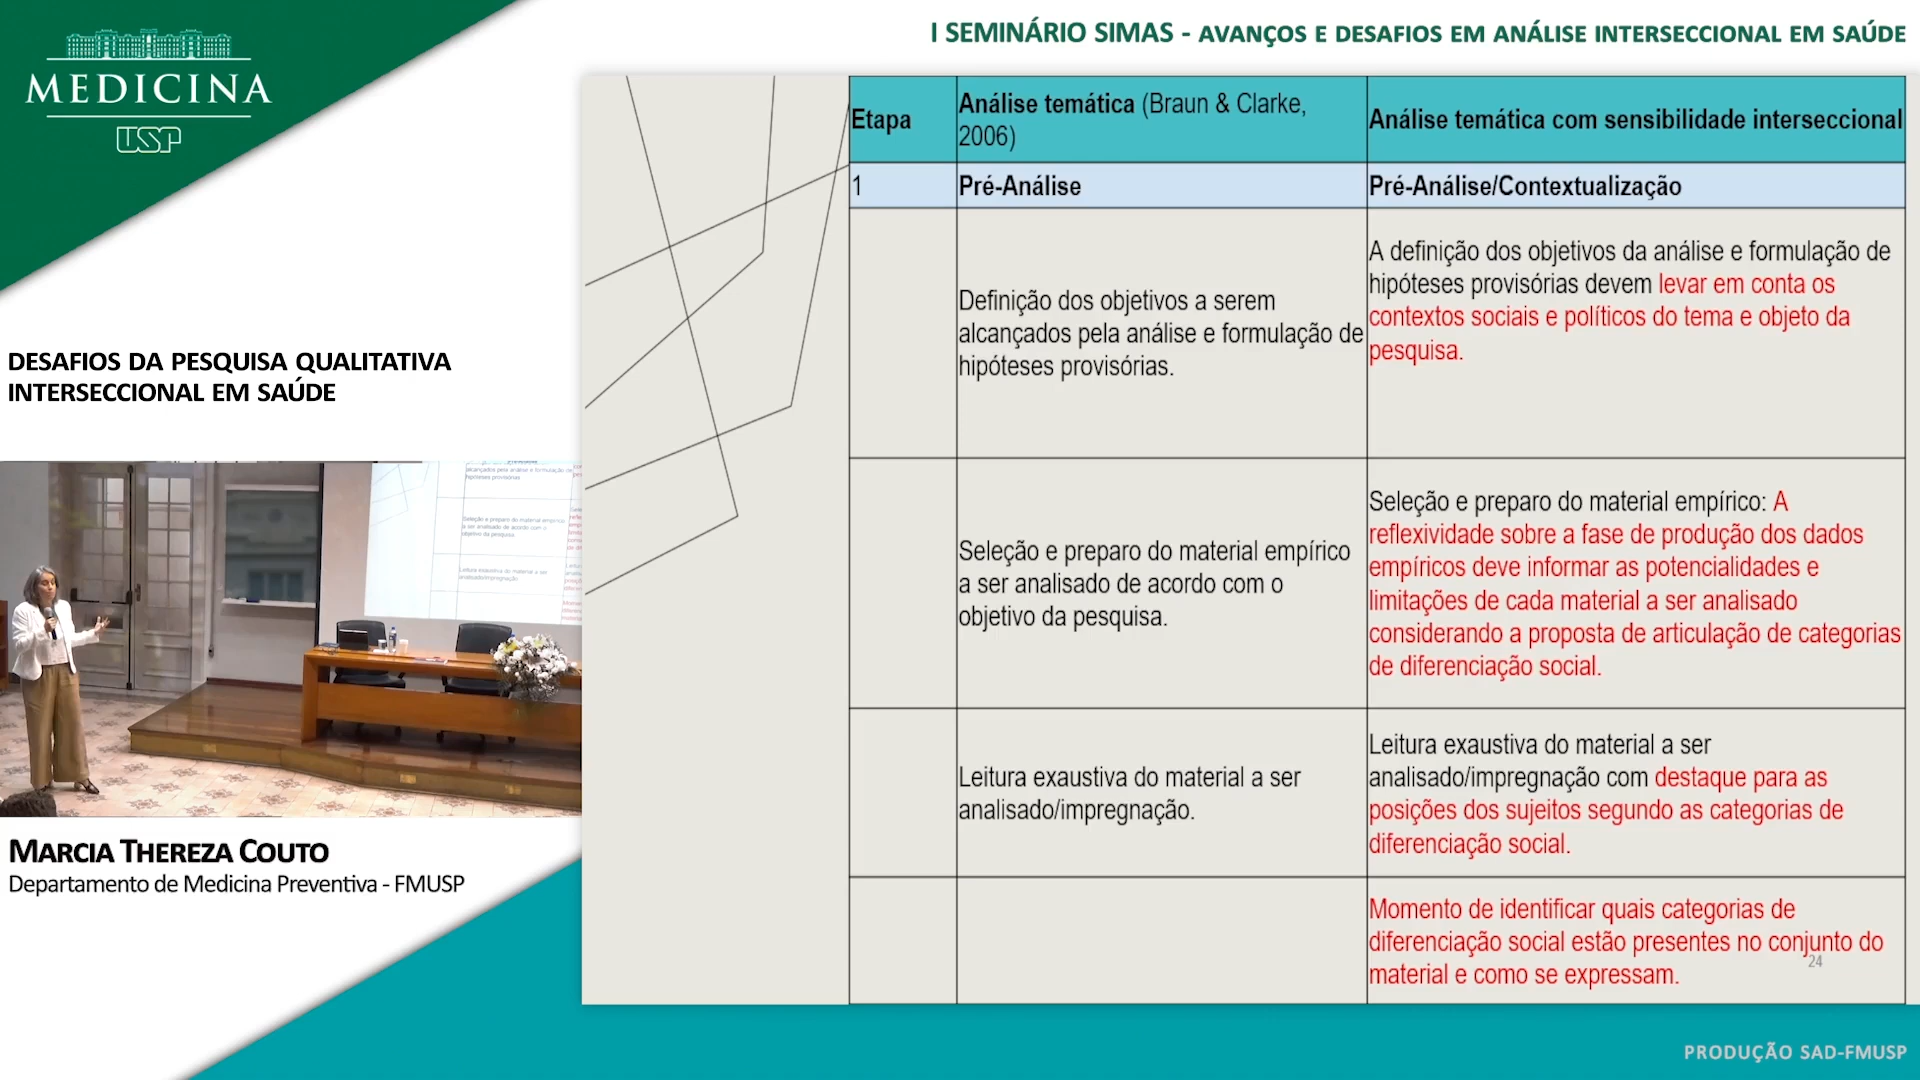 MEDICINA
USP
I SEMINÁRIO SIMAS - AVANÇOS E DESAFIOS EM ANÁLISE INTERSECCIONAL EM SAÚDE
DESAFIOS DA PESQUISA QUALITATIVA
INTERSECCIONAL EM SAÚDE
MARCIA THEREZA COUTO
Departamento de Medicina Preventiva - FMUSP
Etapa
Análise temática (Braun & Clarke,
2006)
Análise temática com sensibilidade interseccional
1
Pré-Análise
Pré-Análise/Contextualização
Definição dos objetivos a serem
alcançados pela análise e formulação de
hipóteses provisórias.
A definição dos objetivos da análise e formulação de
hipóteses provisórias devem levar em conta os
contextos sociais e políticos do tema e objeto da
pesquisa.
Seleção e preparo do material empírico
a ser analisado de acordo com o
objetivo da pesquisa.
Seleção e preparo do material empírico: A
reflexividade sobre a fase de produção dos dados
empíricos deve informar as potencialidades e
limitações de cada material a ser analisado
considerando a proposta de articulação de categorias
de diferenciação social.
Leitura exaustiva do material a ser
analisado/impregnação.
Leitura exaustiva do material a ser
analisado/impregnação com destaque para as
posições dos sujeitos segundo as categorias de
diferenciação social.
Momento de identificar quais categorias de
diferenciação social estão presentes no conjunto do
material e como se expressam.
24
PRODUÇÃO SAD-FMUSP